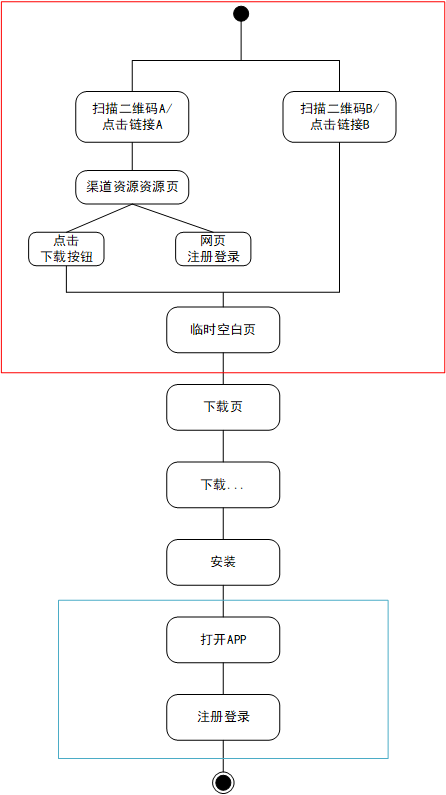 扫描二维码A/
点击链接A
扫描二维码B/
点击链接B
渠道资源资源页
点击
下载按钮
网页
注册登录
临时空白页
下载页
下载...
安装
打开APP
注册登录